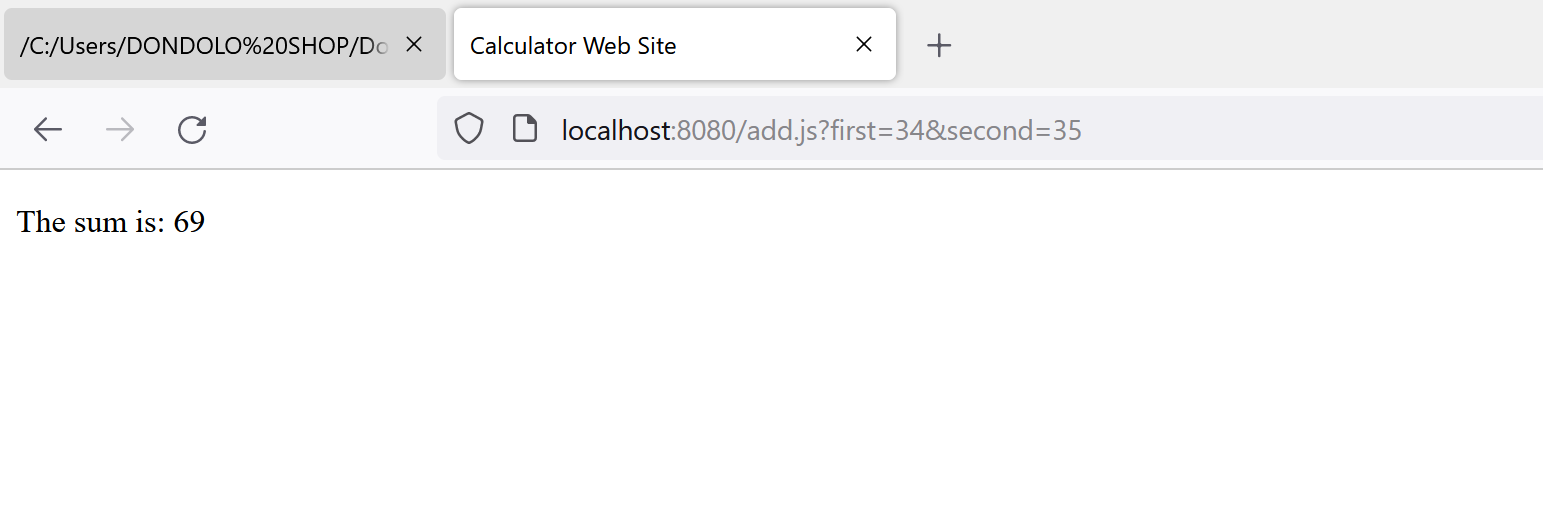 /C:/Users/DONDOLO%20SHOP/Do
Calculator Web Site
localhost:8080/add.js?first=34&second=35
The sum is: 69